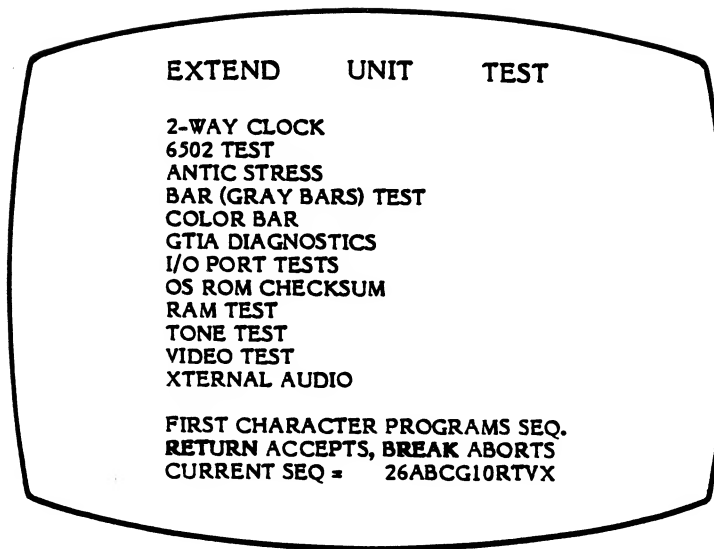 EXTEND UNIT TEST
2-WAY CLOCK
6502 TEST
ANTIC STRESS
BAR (GRAY BARS) TEST
COLOR BAR
GTIA DIAGNOSTICS
I/O PORT TESTS
OS ROM CHECKSUM
RAM TEST
TONE TEST
VIDEO TEST
XTERNAL AUDIO
FIRST CHARACTER PROGRAMS SEQ.
RETURN ACCEPTS, BREAK ABORTS
CURRENT SEQ = 26ABCG10RTVX